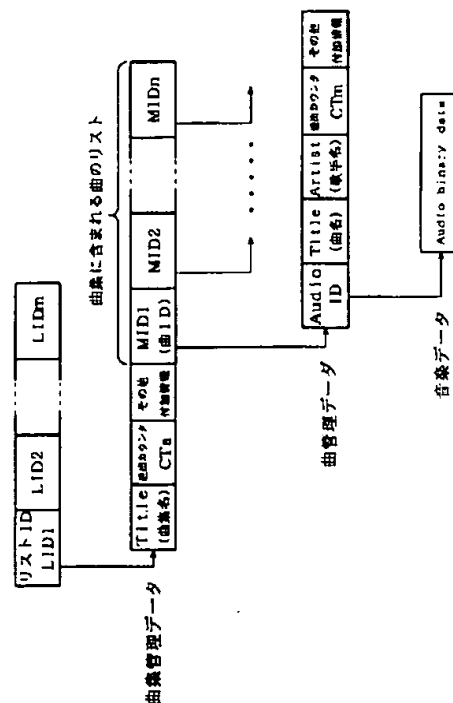 リストID
LID1
LID2
LIDm
曲集に含まれる曲のリスト
Title
(曲集名)
選曲カウンタ
CTa
その他
付加情報
MID1
(曲ID)
MID2
MIDn
曲集管理データ
Audio
ID
Title
(曲名)
Artist
(歌手名)
選曲カウンタ
CTm
その他
付加情報
曲管理データ
Audio binary data
音楽データ